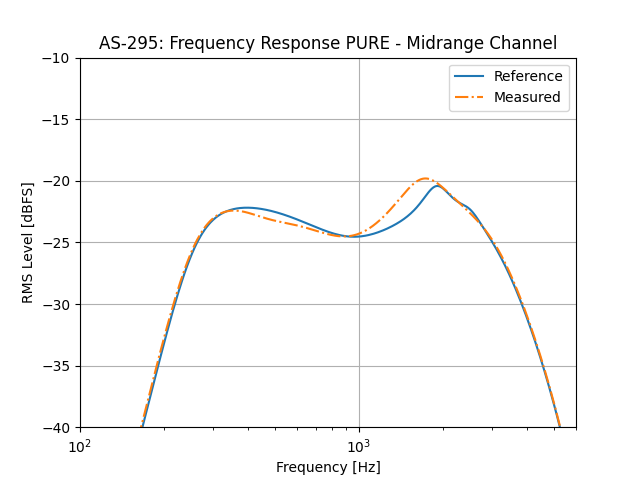 AS-295: Frequency Response PURE - Midrange Channel
Reference
Measured
RMS Level [dBFS]
−10
−15
−20
−25
−30
−35
−40
10²
10³
Frequency [Hz]